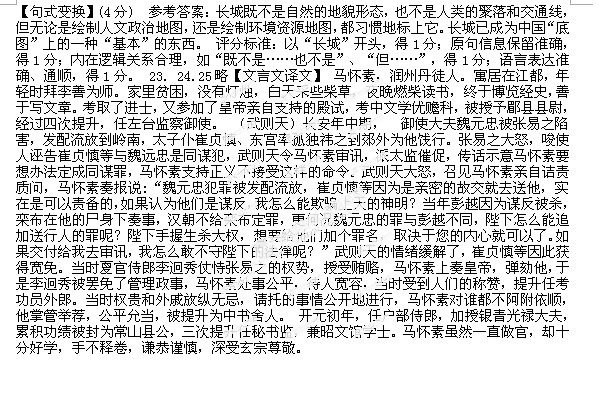 【句式变换】(4 分)  参考答案：长城既不是自然的地貌形态，也不是人类的聚落和交通线，
但无论是绘制人文政治地图，还是绘制环境资源地图，都习惯地标上它。长城已成为中国“底
图”上的一种“基本”的东西。 评分标准：以“长城”开头，得 1 分；原句信息保留准确，
得 1 分；内在逻辑关系合理，如“既不是……也不是”、“但……”，得 1 分；语言表达准
确、通顺，得 1 分。 23. 24.25 略【文言文译文】 马怀素，润州丹徒人。寓居在江都，年
轻时拜李善为师。家里贫困，没有灯烛，白天采些柴草，夜晚燃柴读书，终于博览经史，善
于写文章。考取了进士，又参加了皇帝亲自支持的殿试，考中文学优赡科，被授予郿县县尉，
经过四次提升，任左台监察御使。 （武则天）长安年中期， 御使大夫魏元忠被张易之陷
害，发配流放到岭南，太子仆崔贞慎、东宫率孤独祎之到郊外为他饯行。张易之大怒，唆使
人诬告崔贞慎等与魏远忠是同谋犯，武则天令马怀素审讯，派太监催促，传话示意马怀素要
想办法定成同谋罪，马怀素支持正义不接受这样的命令。武则天大怒，召见马怀素亲自诘责
质问，马怀素奏报说：“魏元忠犯罪被发配流放，崔贞慎等因为是亲密的故交就去送他，实
在是可以责备的，如果认为他们是谋反，我怎么能欺骗上天的神明？当年彭越因为谋反被杀，
栾布在他的尸身下奏事，汉朝不给栾布定罪，更何况魏元忠的罪与彭越不同，陛下怎么能追
加送行人的罪呢？陛下手握生杀大权，想要给他们加个罪名，取决于您的内心就可以了。如
果交付给我去审讯，我怎么敢不守陛下的法律呢？”武则天的情绪缓解了，崔贞慎等因此获
得宽免。当时夏官侍郎李迥秀仗恃张易之的权势，受贿赂，马怀素上奏皇帝，弹劾他，于
是李迥秀被罢免了管理政事，马怀素处事公平，待人宽容，当时受到人们的称赞，提升任考
功员外郎。当时权贵和外戚放纵无忌，请托的事情公开地进行，马怀素对谁都不阿附依顺，
他掌管举荐，公平允当，被提升为中书舍人。 开元初年，任户部侍郎，加授银青光禄大夫，
累积功绩被封为常山县公，三次提升任秘书监，兼昭文馆学士。马怀素虽然一直做官，却十
分好学，手不释卷，谦恭谨慎，深受玄宗尊敬。